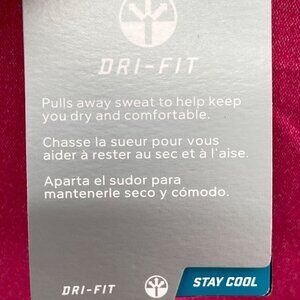 DRI-FIT
Pulls away sweat to help keep
you dry and comfortable.
Chasse la sueur pour vous
aider à rester au sec et à l'aise.
Aparta el sudor para
mantenerle seco y cómodo.
DRI-FIT
STAY COOL